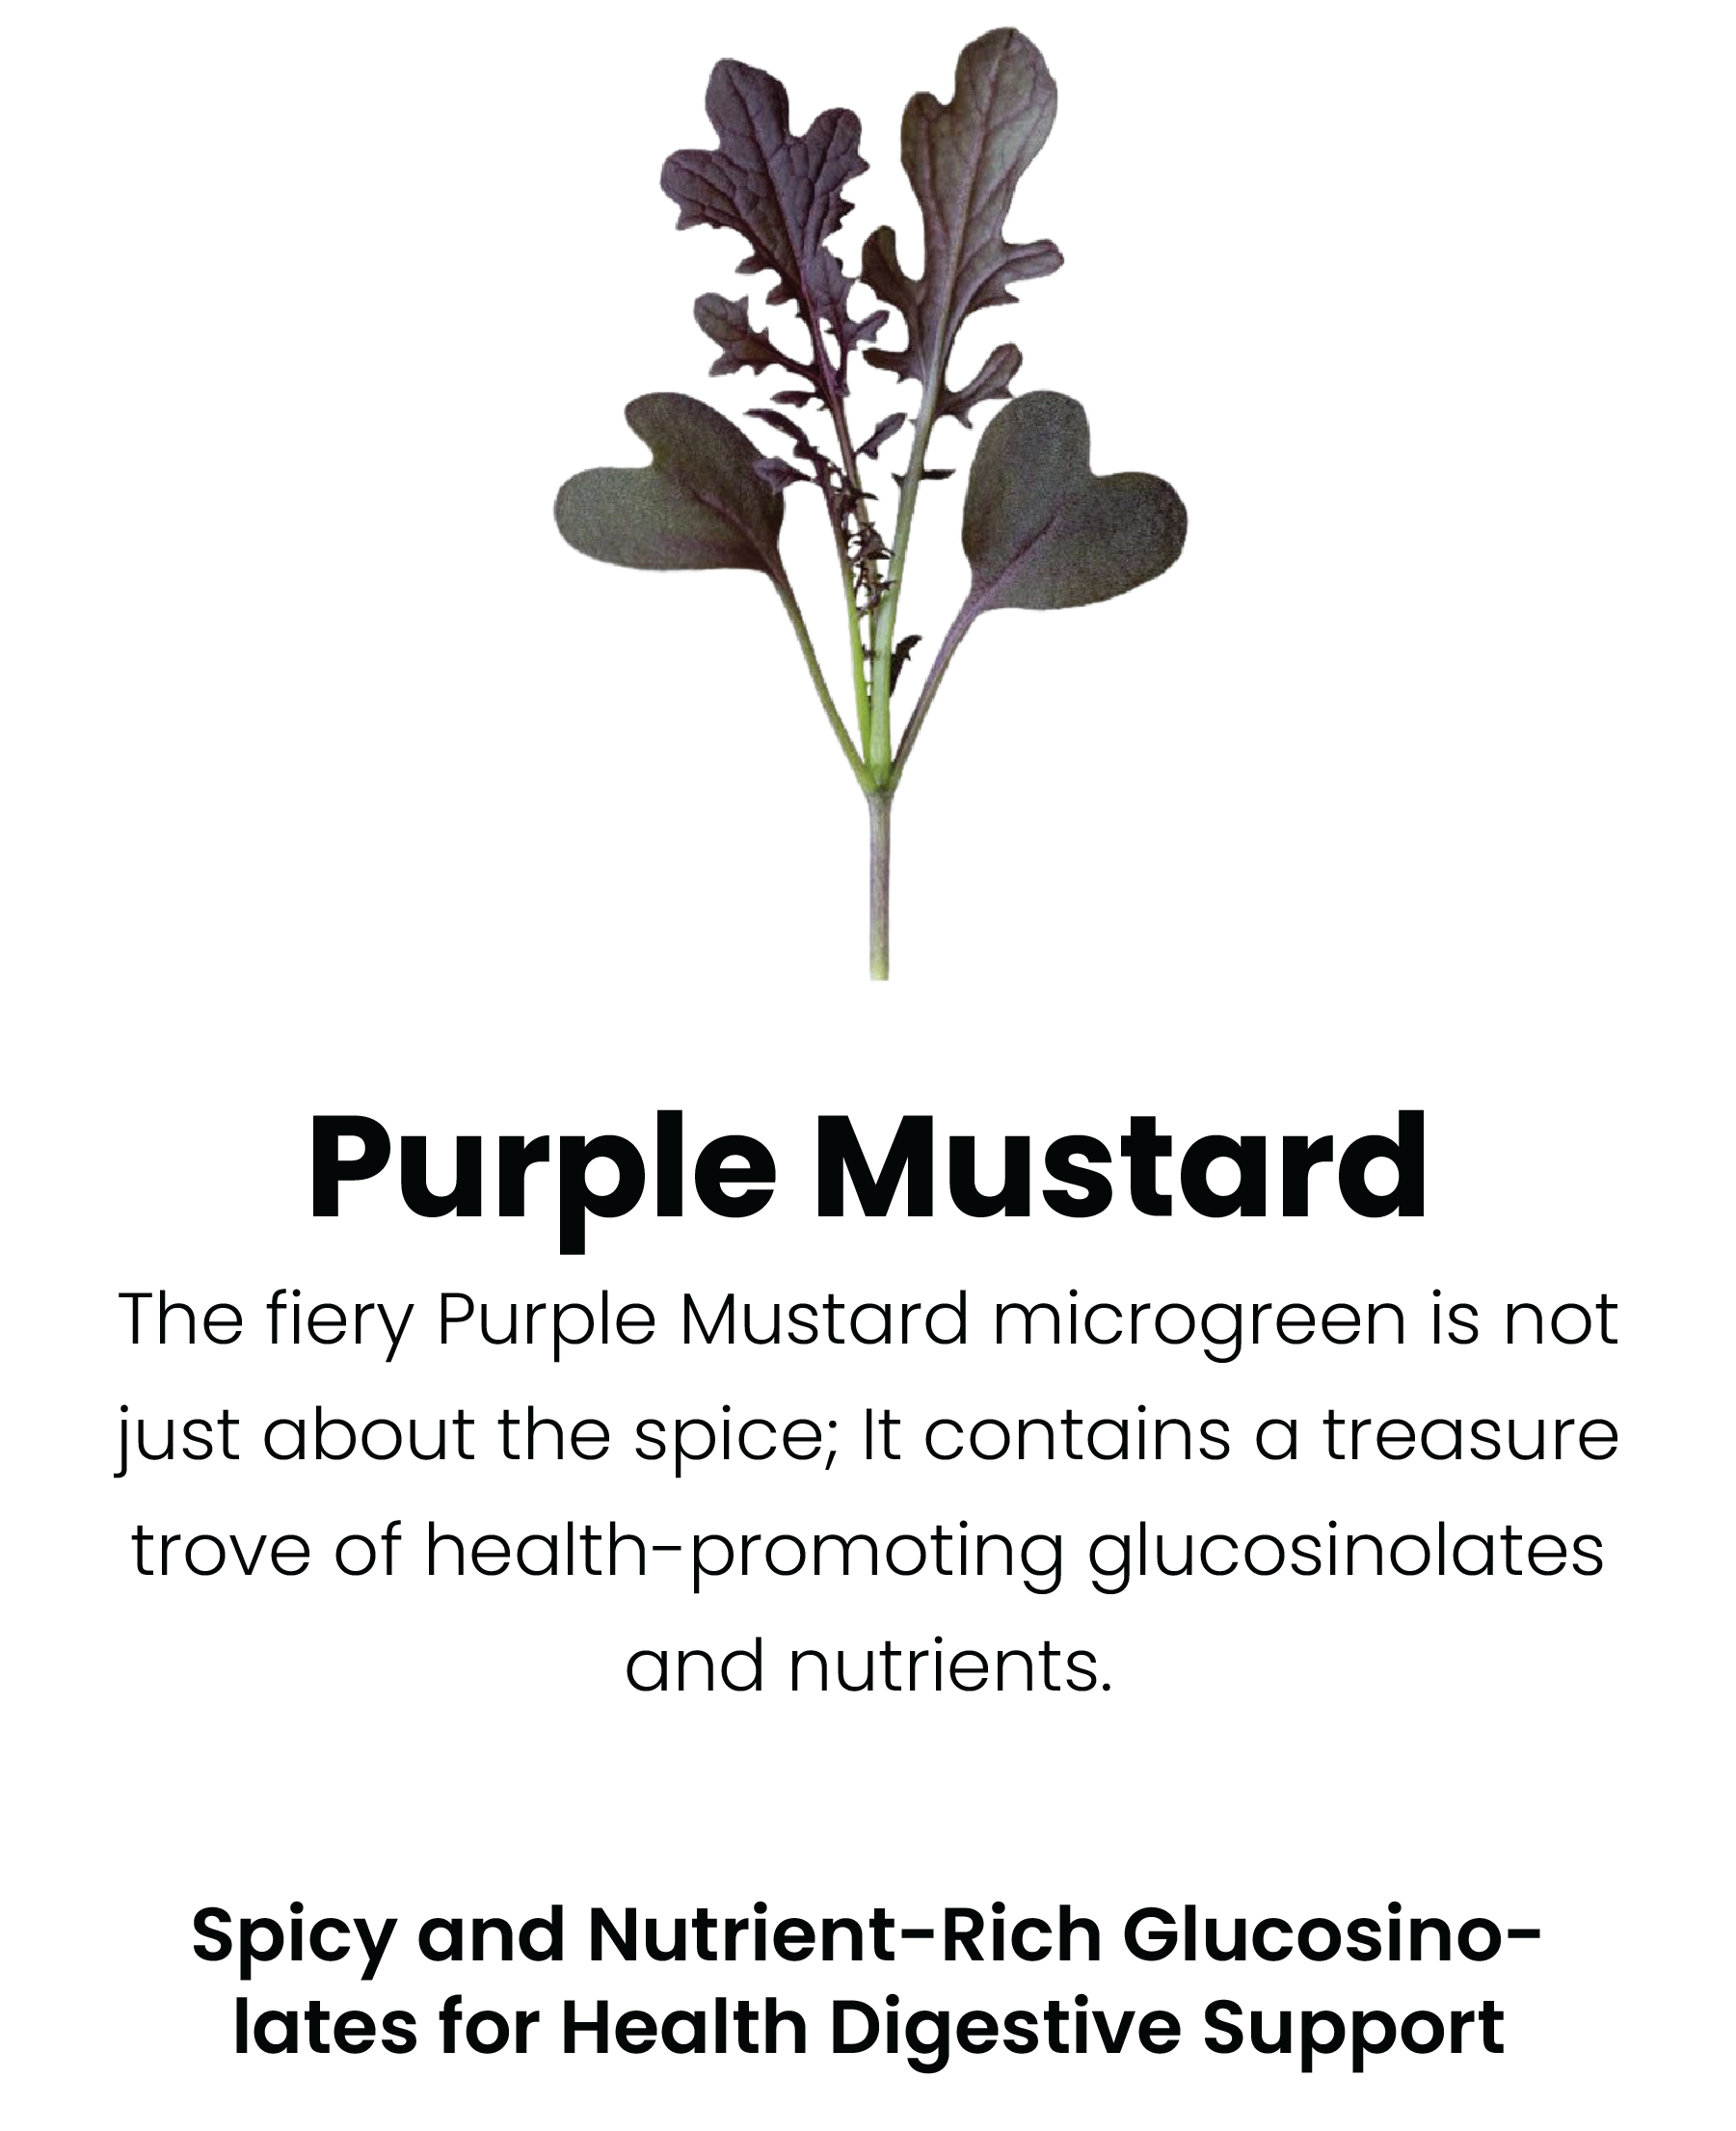 Purple Mustard
The fiery Purple Mustard microgreen is not
just about the spice; It contains a treasure
trove of health-promoting glucosinolates
and nutrients.
Spicy and Nutrient-Rich Glucosino-
lates for Health Digestive Support